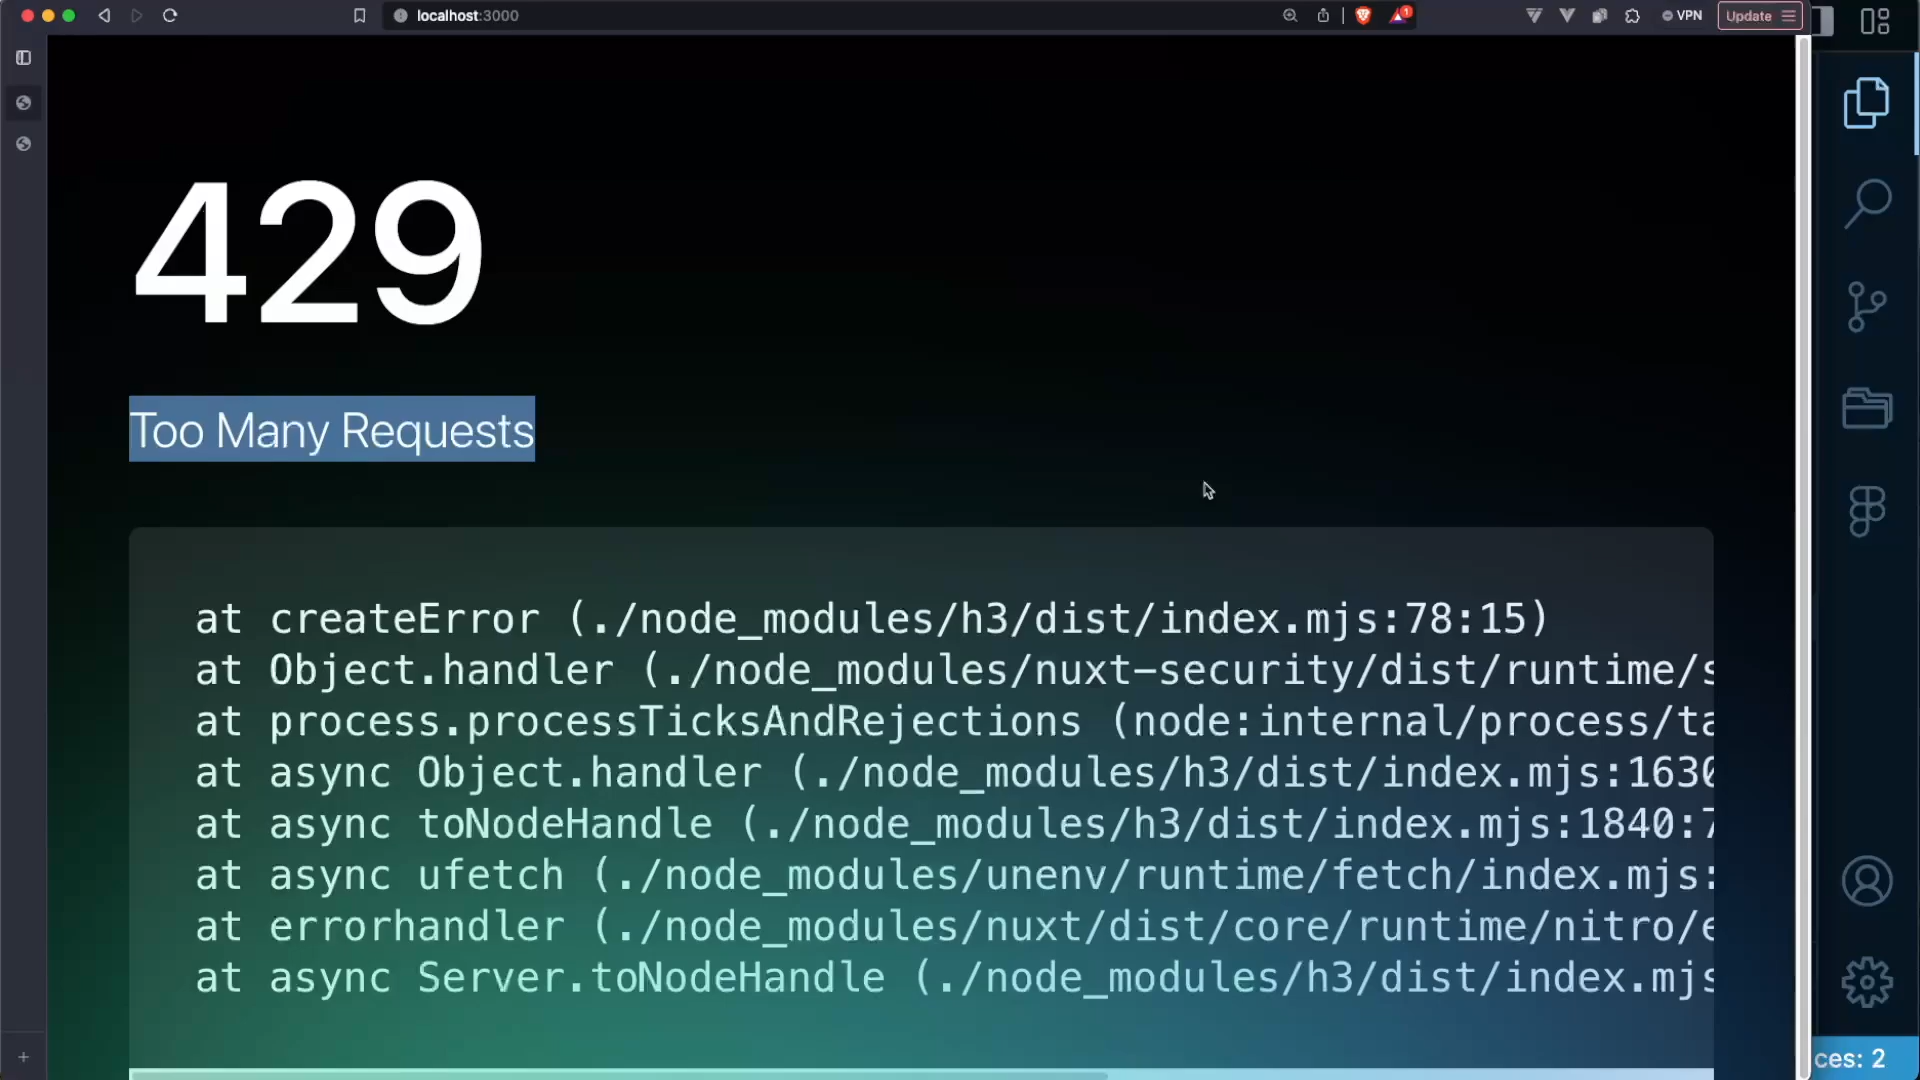 localhost:3000
1
VPN
Update
429
Too Many Requests
at createError (./node_modules/h3/dist/index.mjs:78:15)
at Object.handler (./node_modules/nuxt-security/dist/runtime/s
at process.processTicksAndRejections (node:internal/process/ta
at async Object.handler (./node_modules/h3/dist/index.mjs:1630
at async toNodeHandle (./node_modules/h3/dist/index.mjs:1840:7
at async ufetch (./node_modules/unenv/runtime/fetch/index.mjs:
at errorhandler (./node_modules/nuxt/dist/core/runtime/nitro/e
at async Server.toNodeHandle (./node_modules/h3/dist/index.mjs
ces: 2